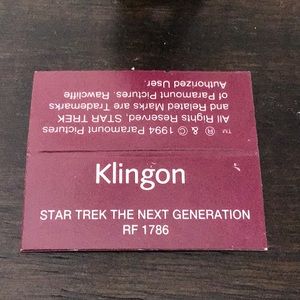 ™ ® & © 1994 Paramount Pictures
All Rights Reserved. STAR TREK
and Related Marks are Trademarks
of Paramount Pictures. Rawcliffe
Authorized User.
Klingon
STAR TREK THE NEXT GENERATION
RF 1786